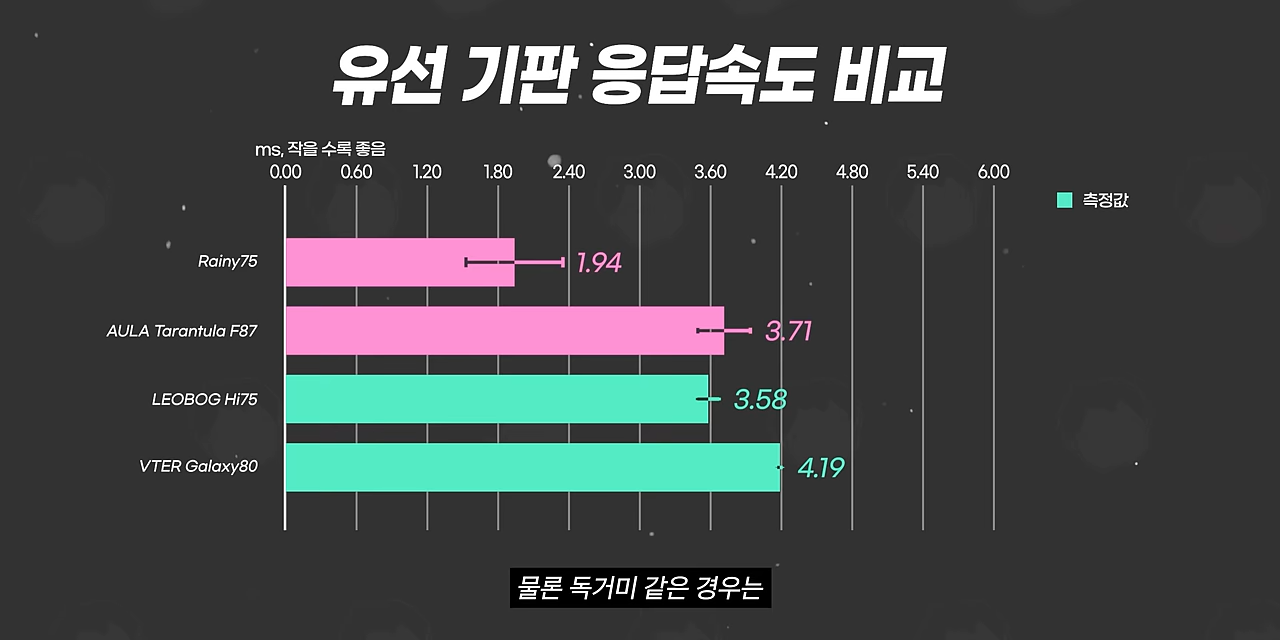 유선 기판 응답속도 비교
ms, 작을 수록 좋음
0.00 0.60 1.20 1.80 2.40 3.00 3.60 4.20 4.80 5.40 6.00
측정값
Rainy75 1.94
AULA Tarantula F87 3.71
LEOBOG Hi75 3.58
VTER Galaxy80 4.19
물론 독거미 같은 경우는